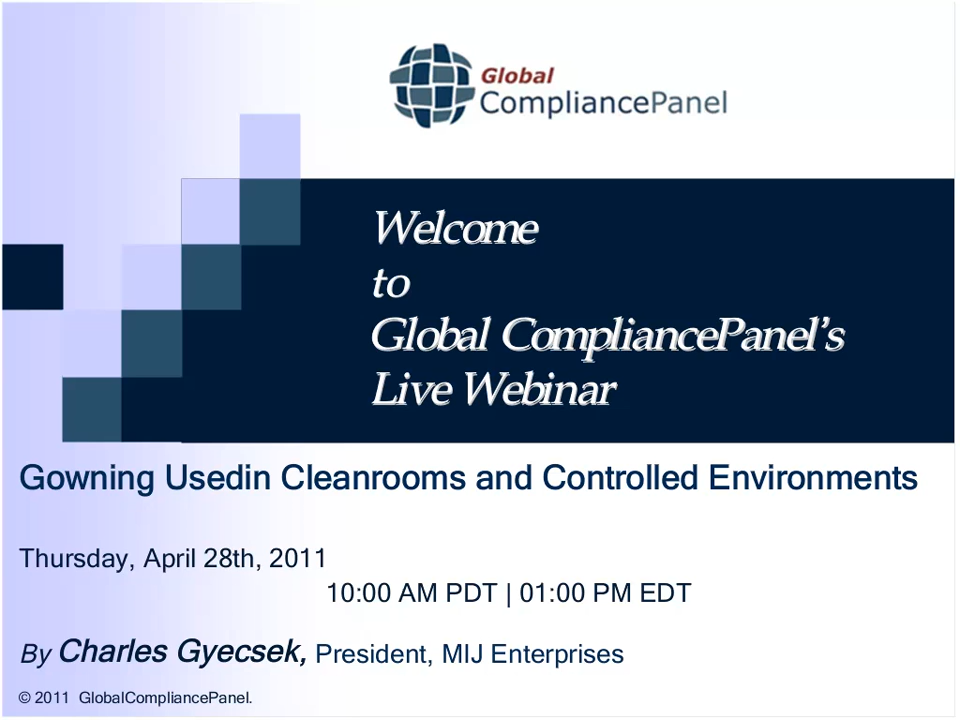 Global
CompliancePanel
Welcome
to
Global CompliancePanel's
Live Webinar
Gowning Usedin Cleanrooms and Controlled Environments
Thursday, April 28th, 2011
10:00 AM PDT | 01:00 PM EDT
By Charles Gyecsek, President, MIJ Enterprises
© 2011 GlobalCompliancePanel.